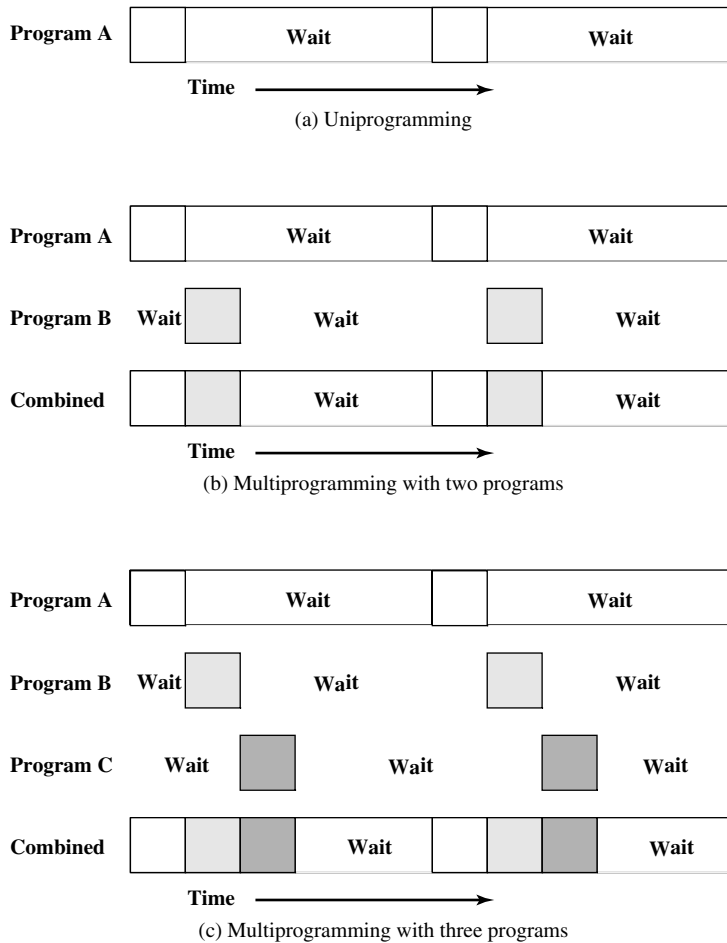 Program A Wait Wait
Time
(a) Uniprogramming
Program A Wait Wait
Program B Wait Wait Wait
Combined Wait Wait
Time
(b) Multiprogramming with two programs
Program A Wait Wait
Program B Wait Wait Wait
Program C Wait Wait Wait
Combined Wait Wait
Time
(c) Multiprogramming with three programs